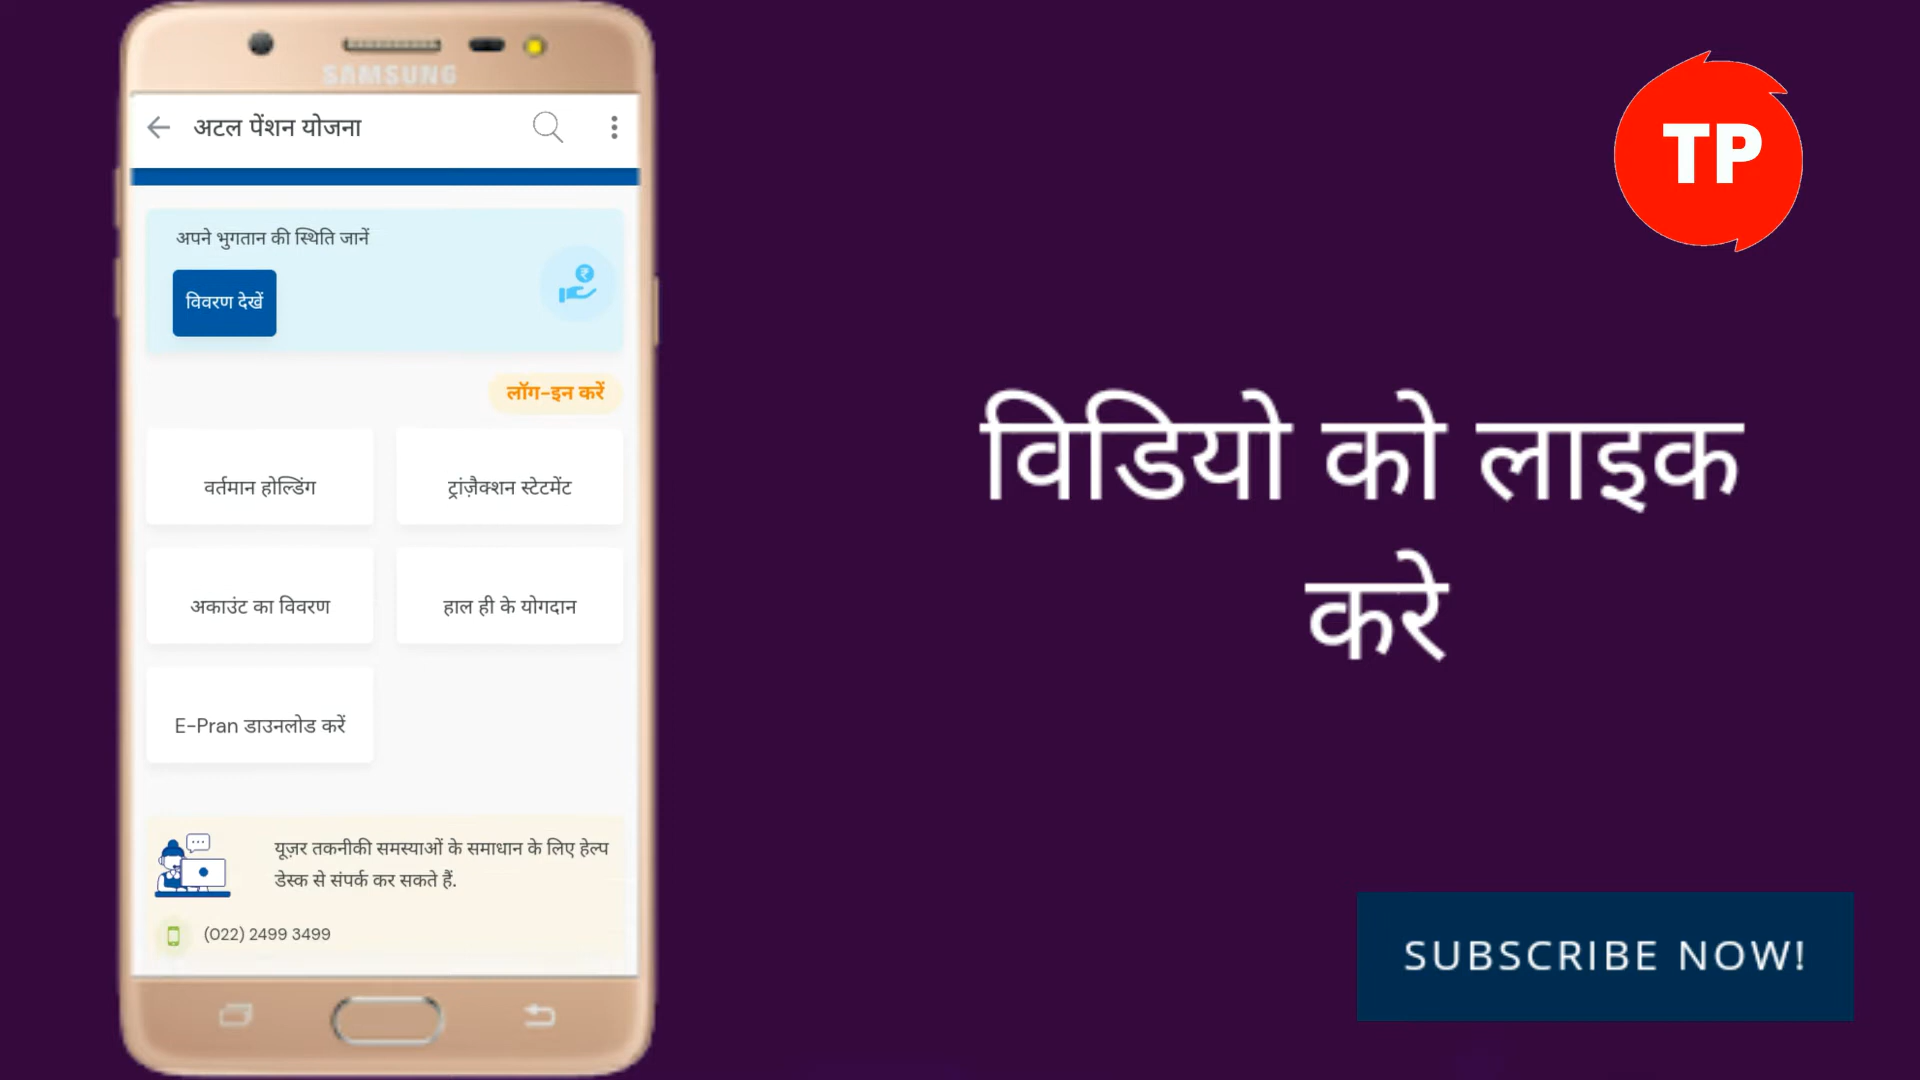 SAMSUNG
अटल पेंशन योजना
अपने भुगतान की स्थिति जानें
विवरण देखें
लॉग-इन करें
वर्तमान होल्डिंग
ट्रांज़ैक्शन स्टेटमेंट
अकाउंट का विवरण
हाल ही के योगदान
E-Pran डाउनलोड करें
यूज़र तकनीकी समस्याओं के समाधान के लिए हेल्प
डेस्क से संपर्क कर सकते हैं.
(022) 2499 3499
TP
विडियो को लाइक
करे
SUBSCRIBE NOW!